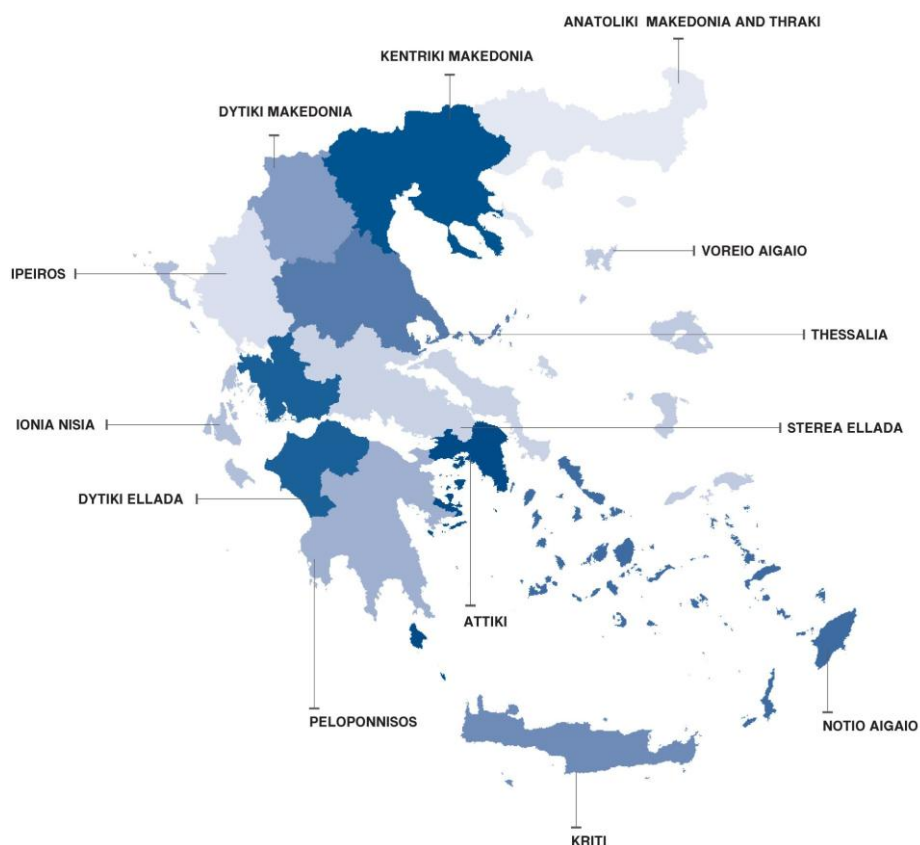 ANATOLIKI MAKEDONIA AND THRAKI
KENTRIKI MAKEDONIA
DYTIKI MAKEDONIA
VOREIO AIGAIO
IPEIROS
THESSALIA
IONIA NISIA
STEREA ELLADA
DYTIKI ELLADA
ATTIKI
PELOPONNISOS
NOTIO AIGAIO
KRITI